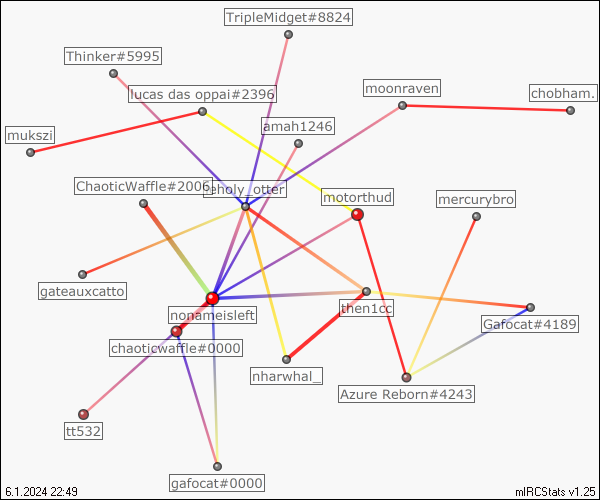 TripleMidget#8824
Thinker#5995
moonraven
chobham.
lucas das oppai#2396
amah1246
mukszi
ChaoticWaffle#2006
eholy_otter
motorthud
mercurybro
gateauxcatto
nonameisleft
then1cc
Gafocat#4189
chaoticwaffle#0000
nharwhal_
Azure Reborn#4243
tt532
gafocat#0000
6.1.2024 22:49
mIRCStats v1.25